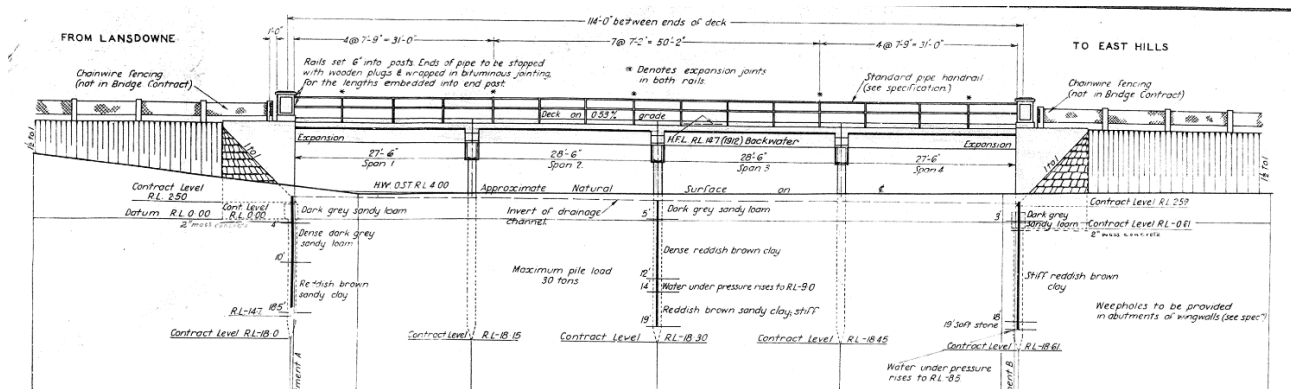 114'-0" between ends of deck
FROM LANSDOWNE
1'-0"
4@ 7'-9" = 31'-0"
7@ 7'-2" = 50'-2"
4@ 7'-9" = 31'-0"
TO EAST HILLS
Chainwire fencing
(not in Bridge Contract)
Rails set 6" into posts. Ends of pipe to be stopped
with wooden plugs & wrapped in bituminous jointing,
for the lengths embedded into end post.
* Denotes expansion joints
in both rails.
Standard pipe handrail
(see specification.)
Chainwire fencing
(not in Bridge Contract)
Deck on 0.53% grade
Expansion
H.F.L. RL 14.7 (1912) Backwater
Expansion
1½ to 1
1 to 1
27'-6"
Span 1
28'-6"
Span 2
28'-6"
Span 3
27'-6"
Span 4
1 to 1
1½ to 1
H.W. O.S.T RL 4.00
Approximate Natural Surface on ℄
Contract Level
R.L. 2.50
Contract Level RL 2.59
Datum R.L. 0.00
Cont. Level
R.L. 0.00
2" mass concrete
4'
Dark grey sandy loam
Invert of drainage
channel.
5'
Dark grey sandy loam
3'
Dark grey
sandy loam
Contract Level RL-0.61
2" mass concrete
Dense dark grey
sandy loam
10'
Reddish brown
sandy clay
18.5'
RL-14.7
Maximum pile load
30 tons
Dense reddish brown clay
12'
14'
Water under pressure rises to RL-9.0
Reddish brown sandy clay, stiff
19'
Stiff reddish brown
clay
18'
19' Soft stone
Weepholes to be provided
in abutments of wingwalls (see specⁿ)
Contract Level RL-18.0
Contract Level RL-18.15
Contract Level RL-18.30
Contract Level RL-18.45
Contract Level RL-18.61
Water under pressure
rises to RL-8.5
ment A
ment B